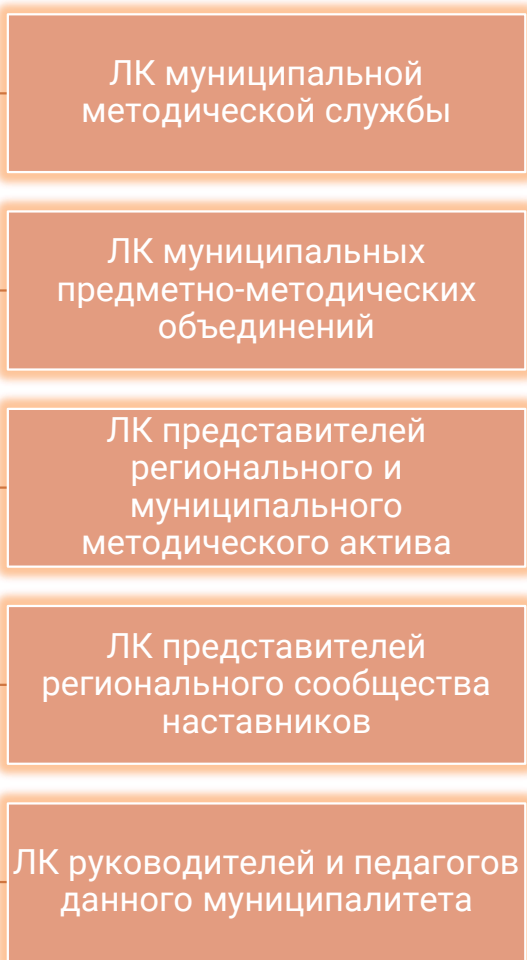 ЛК муниципальной
методической службы
ЛК муниципальных
предметно-методических
объединений
ЛК представителей
регионального и
муниципального
методического актива
ЛК представителей
регионального сообщества
наставников
ЛК руководителей и педагогов
данного муниципалитета